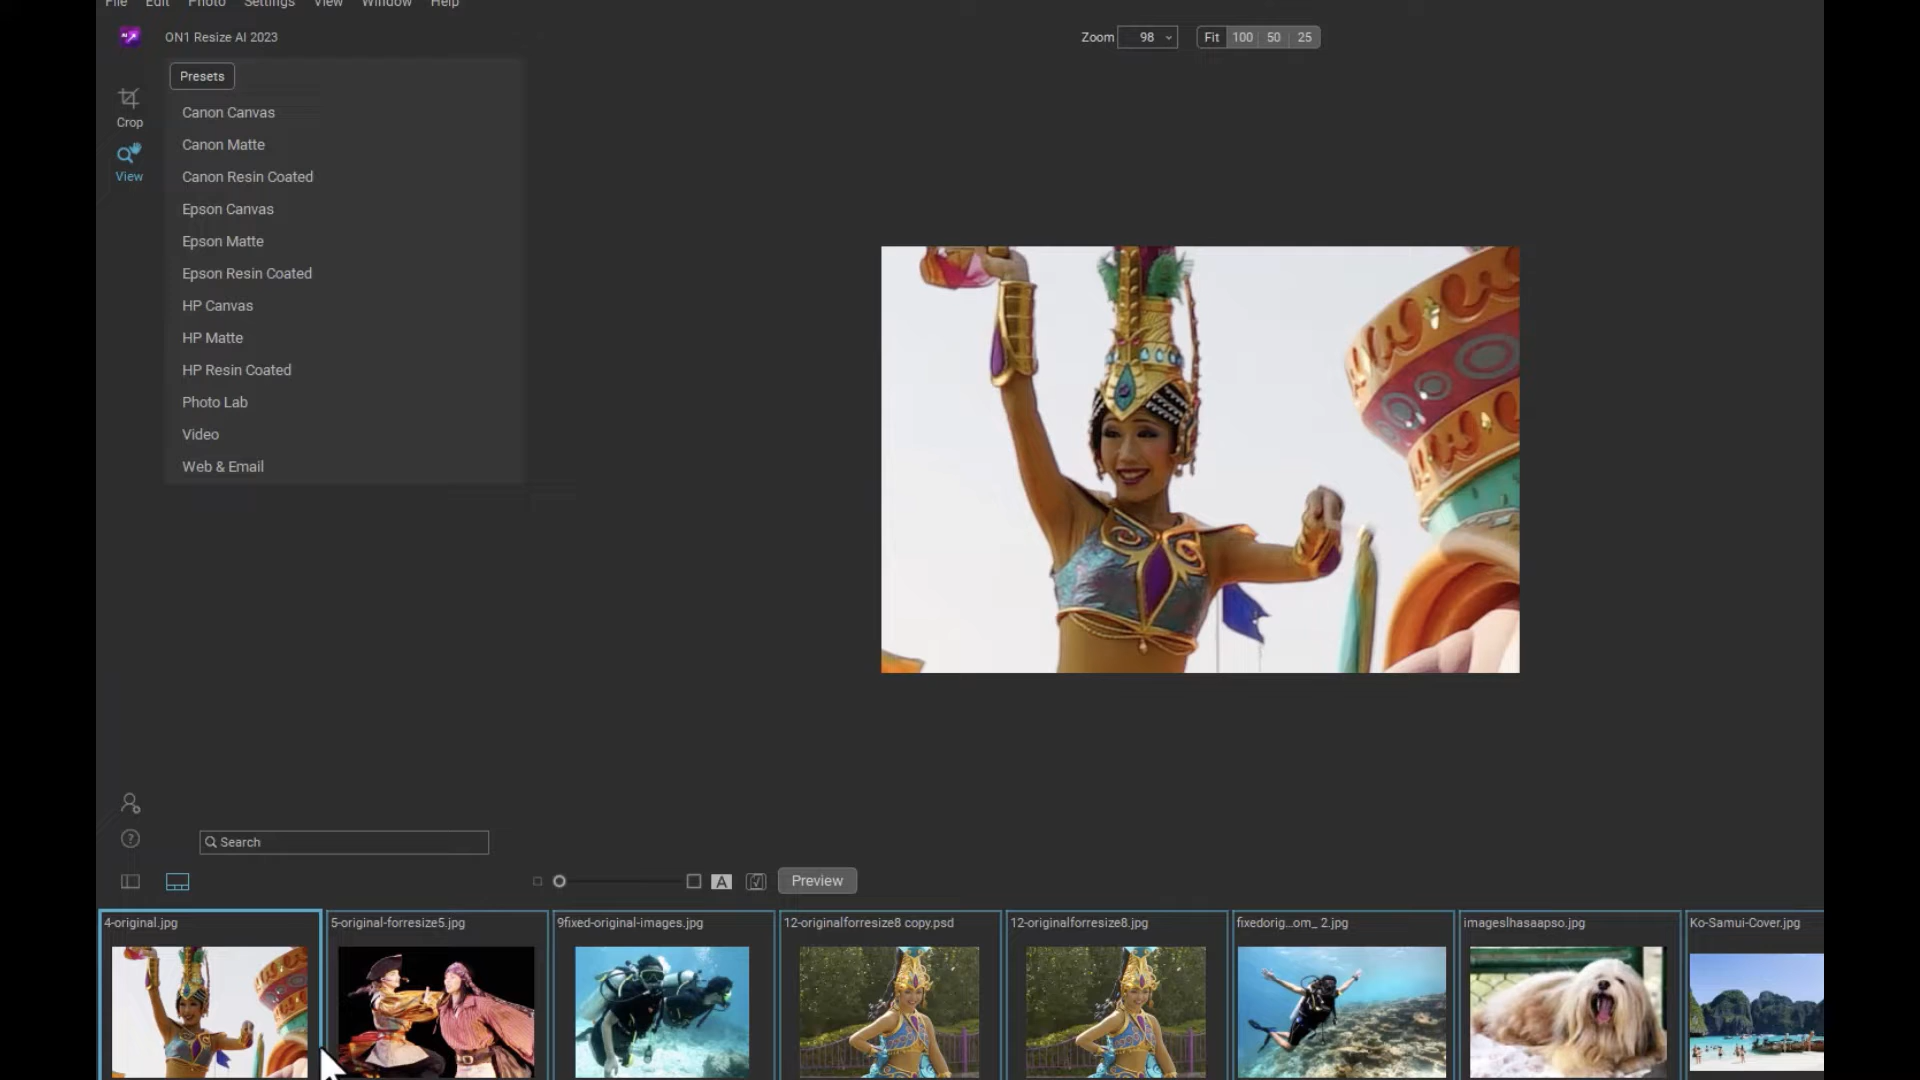 File Edit Photo Settings View Window Help
ON1 Resize AI 2023
Zoom 98 Fit 100 50 25
Presets
Crop
View
Canon Canvas
Canon Matte
Canon Resin Coated
Epson Canvas
Epson Matte
Epson Resin Coated
HP Canvas
HP Matte
HP Resin Coated
Photo Lab
Video
Web & Email
Search
A Preview
4-original.jpg 5-original-forresize5.jpg 9fixed-original-images.jpg 12-originalforresize8 copy.psd 12-originalforresize8.jpg fixedorig...om_ 2.jpg imageslhasaapso.jpg Ko-Samui-Cover.jpg